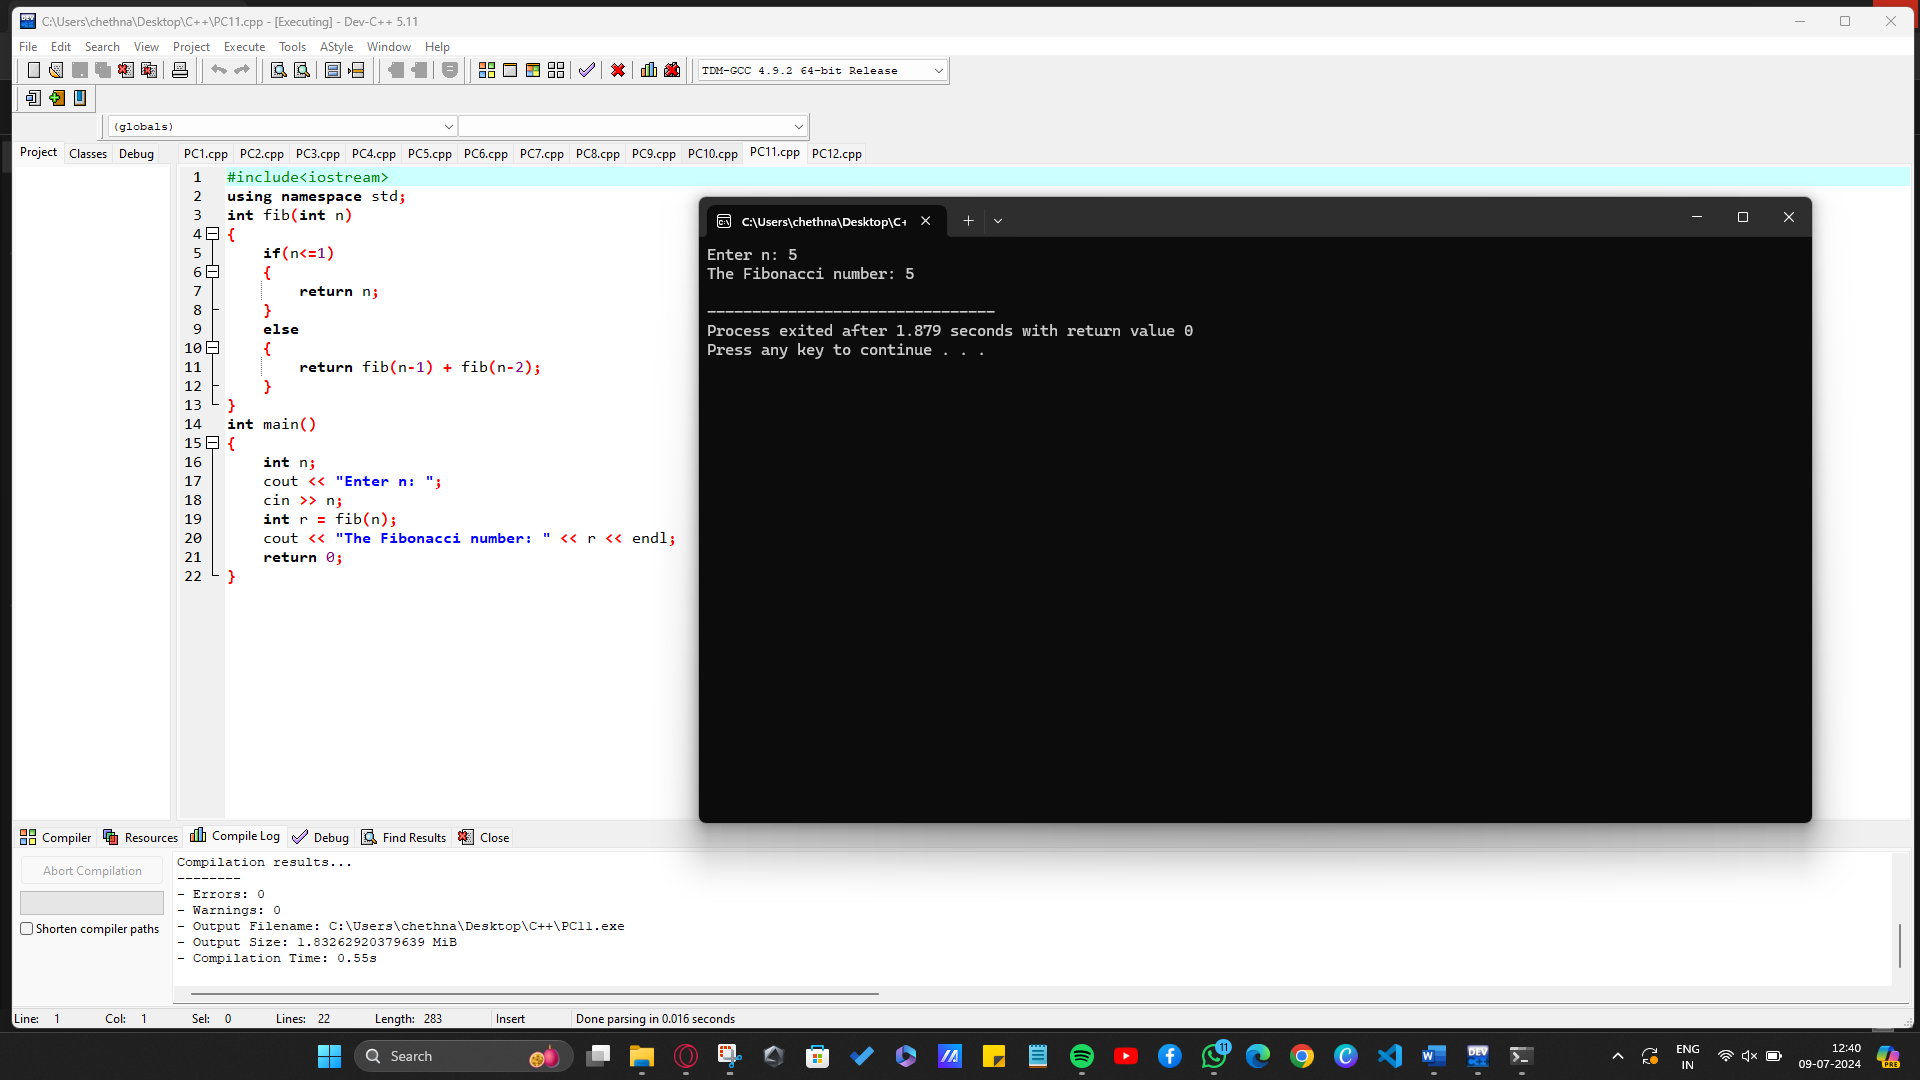 C:\Users\chethna\Desktop\C++\PC11.cpp - [Executing] - Dev-C++ 5.11
File Edit Search View Project Execute Tools AStyle Window Help
TDM-GCC 4.9.2 64-bit Release
(globals)
Project Classes Debug PC1.cpp PC2.cpp PC3.cpp PC4.cpp PC5.cpp PC6.cpp PC7.cpp PC8.cpp PC9.cpp PC10.cpp PC11.cpp PC12.cpp
1 #include<iostream>
2 using namespace std;
3 int fib(int n)
4 {
5 if(n<=1)
6 {
7 return n;
8 }
9 else
10 {
11 return fib(n-1) + fib(n-2);
12 }
13 }
14 int main()
15 {
16 int n;
17 cout << "Enter n: ";
18 cin >> n;
19 int r = fib(n);
20 cout << "The Fibonacci number: " << r << endl;
21 return 0;
22 }
C:\Users\chethna\Desktop\C+
Enter n: 5
The Fibonacci number: 5
--------------------------------
Process exited after 1.879 seconds with return value 0
Press any key to continue . . .
Compiler Resources Compile Log Debug Find Results Close
Abort Compilation
Shorten compiler paths
Compilation results...
--------
- Errors: 0
- Warnings: 0
- Output Filename: C:\Users\chethna\Desktop\C++\PC11.exe
- Output Size: 1.83262920379639 MiB
- Compilation Time: 0.55s
Line: 1 Col: 1 Sel: 0 Lines: 22 Length: 283 Insert Done parsing in 0.016 seconds
Search
11
DEV
ENG
IN
12:40
09-07-2024
PRE